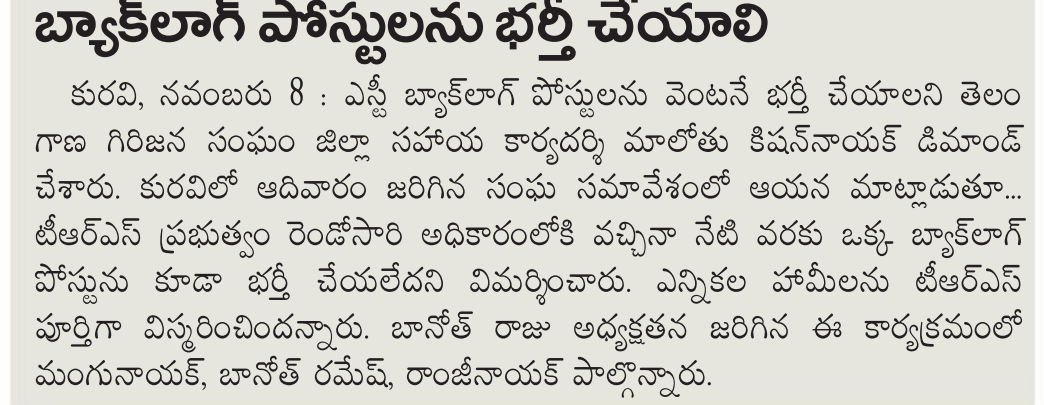 బ్యాక్‌లాగ్ పోస్టులను భర్తీ చేయాలి
కురవి, నవంబరు 8 : ఎస్టీ బ్యాక్‌లాగ్ పోస్టులను వెంటనే భర్తీ చేయాలని తెలం
గాణ గిరిజన సంఘం జిల్లా సహాయ కార్యదర్శి మాలోతు కిషన్‌నాయక్ డిమాండ్
చేశారు. కురవిలో ఆదివారం జరిగిన సంఘ సమావేశంలో ఆయన మాట్లాడుతూ...
టీఆర్ఎస్ ప్రభుత్వం రెండోసారి అధికారంలోకి వచ్చినా నేటి వరకు ఒక్క బ్యాక్‌లాగ్
పోస్టును కూడా భర్తీ చేయలేదని విమర్శించారు. ఎన్నికల హామీలను టీఆర్ఎస్
పూర్తిగా విస్మరించిందన్నారు. బానోత్ రాజు అధ్యక్షతన జరిగిన ఈ కార్యక్రమంలో
మంగునాయక్, బానోత్ రమేష్, రాంజీనాయక్ పాల్గొన్నారు.